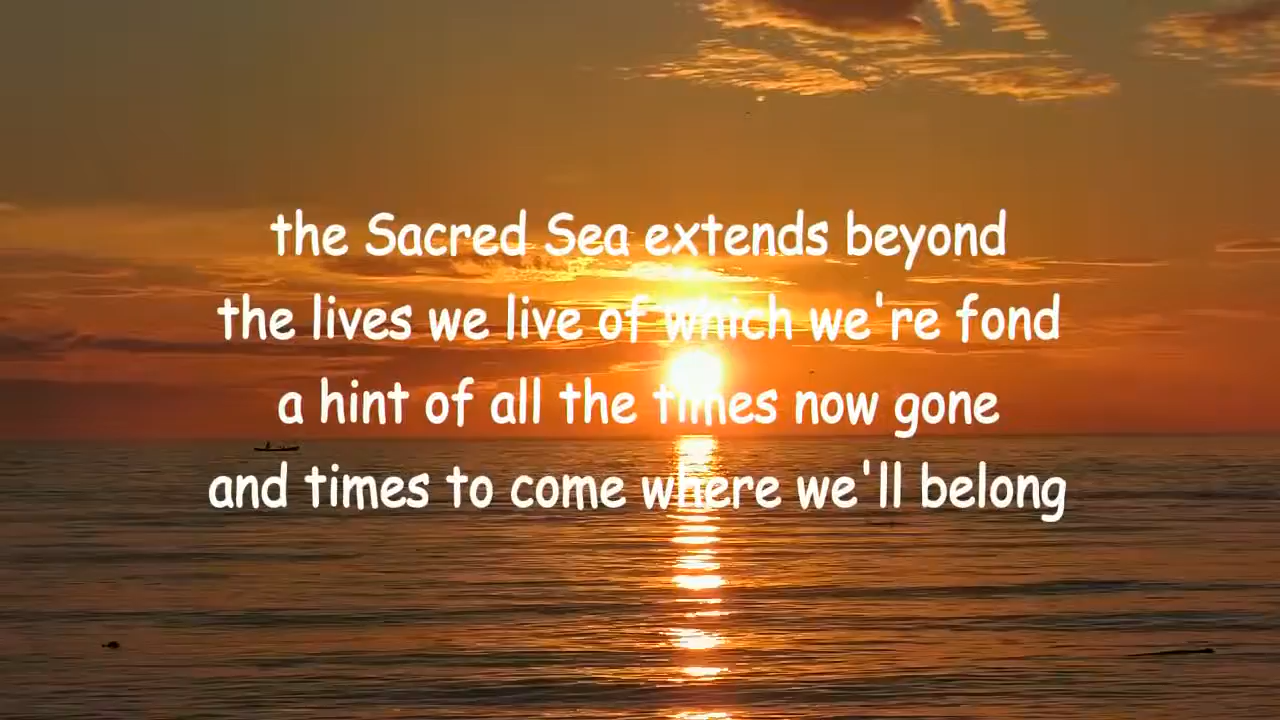 the Sacred Sea extends beyond
the lives we live of which we're fond
a hint of all the times now gone
and times to come where we'll belong